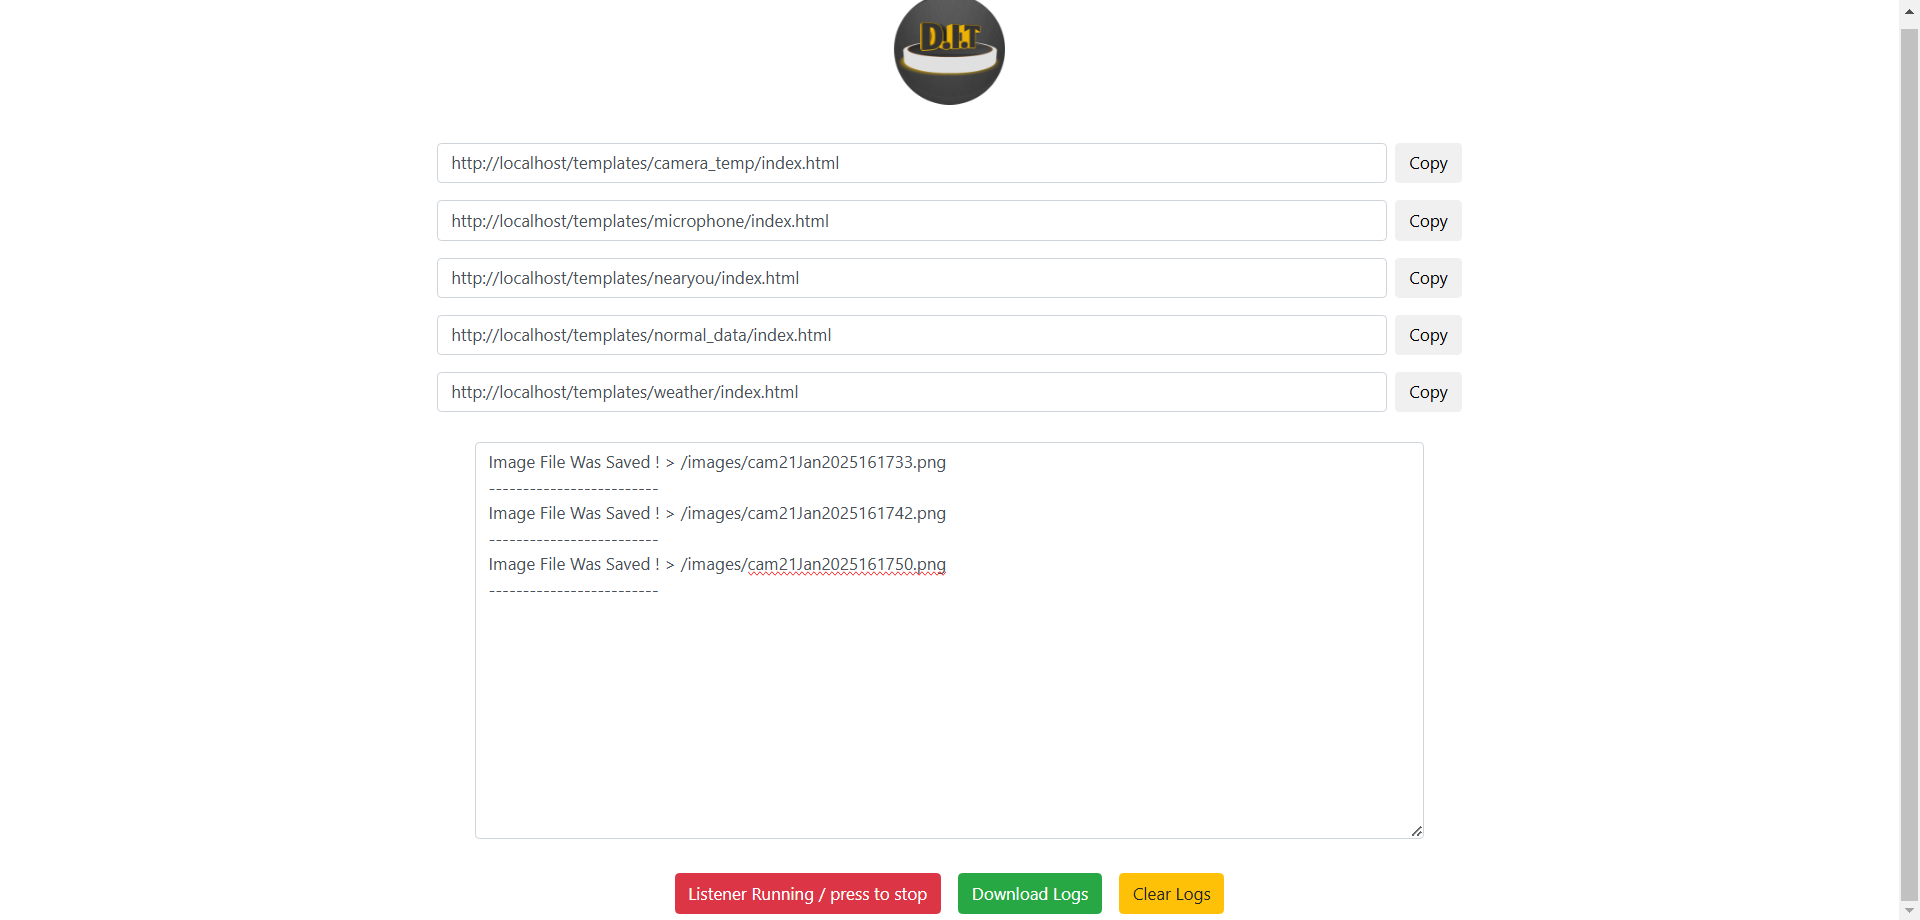 D.I.T
http://localhost/templates/camera_temp/index.html
Copy
http://localhost/templates/microphone/index.html
Copy
http://localhost/templates/nearyou/index.html
Copy
http://localhost/templates/normal_data/index.html
Copy
http://localhost/templates/weather/index.html
Copy
Image File Was Saved ! > /images/cam21Jan2025161733.png
-------------------------
Image File Was Saved ! > /images/cam21Jan2025161742.png
-------------------------
Image File Was Saved ! > /images/cam21Jan2025161750.png
-------------------------
Listener Running / press to stop
Download Logs
Clear Logs